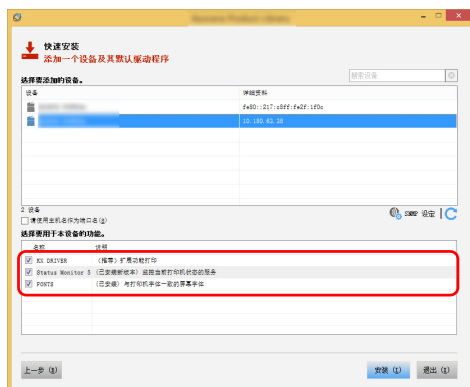 快速安装
添加一个设备及其默认驱动程序
选择要添加的设备。
搜索设备
设备 详细资料
fe80::217:c8ff:fe2f:1f0c
10.180.63.28
2 设备
SNMP 设定
请使用主机名作为端口名(H)
选择要用于本设备的功能。
名称 说明
KX DRIVER （推荐）扩展功能打印
Status Monitor 5 （已安装新版本）监控当前打印机状态的服务
FONTS （已安装）与打印机字体一致的屏幕字体
上一步(B) 安装(I) 退出(X)